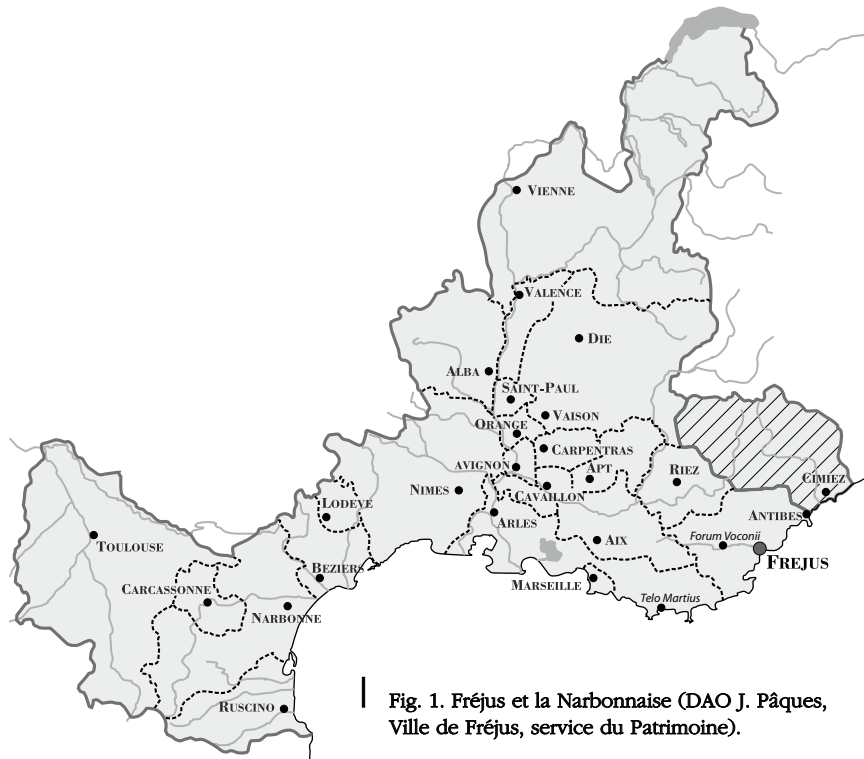 VIENNE
VALENCE
DIE
ALBA
SAINT-PAUL
VAISON
ORANGE
CARPENTRAS
AVIGNON
APT
RIEZ
CIMIEZ
NIMES
CAVAILLON
LODEVE
ARLES
ANTIBES
TOULOUSE
AIX
Forum Voconii
FREJUS
BEZIERS
CARCASSONNE
MARSEILLE
Telo Martius
NARBONNE
RUSCINO
Fig. 1. Fréjus et la Narbonnaise (DAO J. Pâques,
Ville de Fréjus, service du Patrimoine).